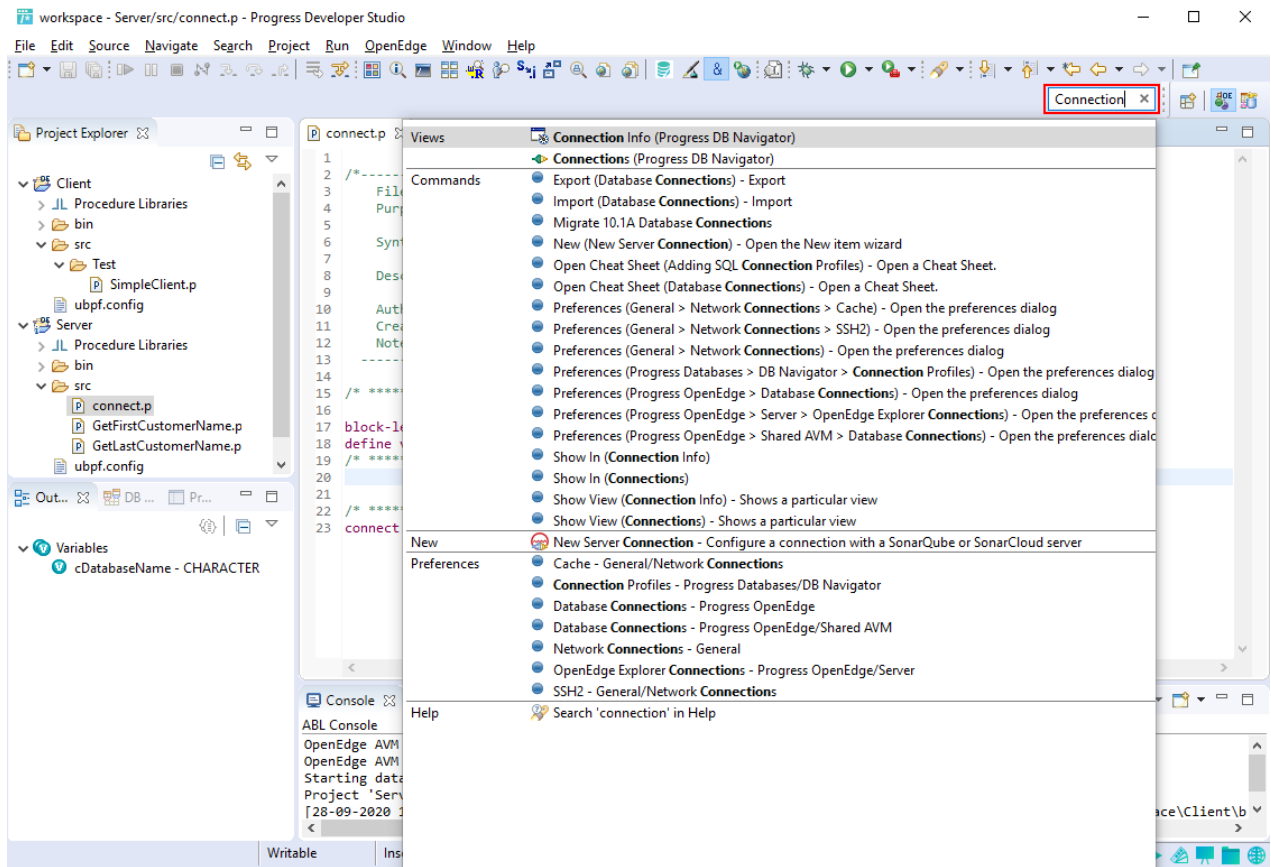 workspace - Server/src/connect.p - Progress Developer Studio
File Edit Source Navigate Search Project Run OpenEdge Window Help
Connection
Project Explorer
Client
Procedure Libraries
bin
src
Test
SimpleClient.p
ubpf.config
Server
Procedure Libraries
bin
src
connect.p
GetFirstCustomerName.p
GetLastCustomerName.p
ubpf.config
Out... DB ... Pr...
Variables
cDatabaseName - CHARACTER
connect.p
1
2 /*-----
3 File
4 Purp
5
6 Synt
7
8 Desc
9
10 Auth
11 Crea
12 Note
13 -----
14
15 /* *****
16
17 block-le
18 define v
19 /* *****
20
21
22 /* *****
23 connect
Views Connection Info (Progress DB Navigator)
Connections (Progress DB Navigator)
Commands Export (Database Connections) - Export
Import (Database Connections) - Import
Migrate 10.1A Database Connections
New (New Server Connection) - Open the New item wizard
Open Cheat Sheet (Adding SQL Connection Profiles) - Open a Cheat Sheet.
Open Cheat Sheet (Database Connections) - Open a Cheat Sheet.
Preferences (General > Network Connections > Cache) - Open the preferences dialog
Preferences (General > Network Connections > SSH2) - Open the preferences dialog
Preferences (General > Network Connections) - Open the preferences dialog
Preferences (Progress Databases > DB Navigator > Connection Profiles) - Open the preferences dialog
Preferences (Progress OpenEdge > Database Connections) - Open the preferences dialog
Preferences (Progress OpenEdge > Server > OpenEdge Explorer Connections) - Open the preferences d
Preferences (Progress OpenEdge > Shared AVM > Database Connections) - Open the preferences dialo
Show In (Connection Info)
Show In (Connections)
Show View (Connection Info) - Shows a particular view
Show View (Connections) - Shows a particular view
New New Server Connection - Configure a connection with a SonarQube or SonarCloud server
Preferences Cache - General/Network Connections
Connection Profiles - Progress Databases/DB Navigator
Database Connections - Progress OpenEdge
Database Connections - Progress OpenEdge/Shared AVM
Network Connections - General
OpenEdge Explorer Connections - Progress OpenEdge/Server
SSH2 - General/Network Connections
Help Search 'connection' in Help
Console
ABL Console
OpenEdge AVM
OpenEdge AVM
Starting data
Project 'Serv
[28-09-2020 1 ace\Client\b
Writable Ins